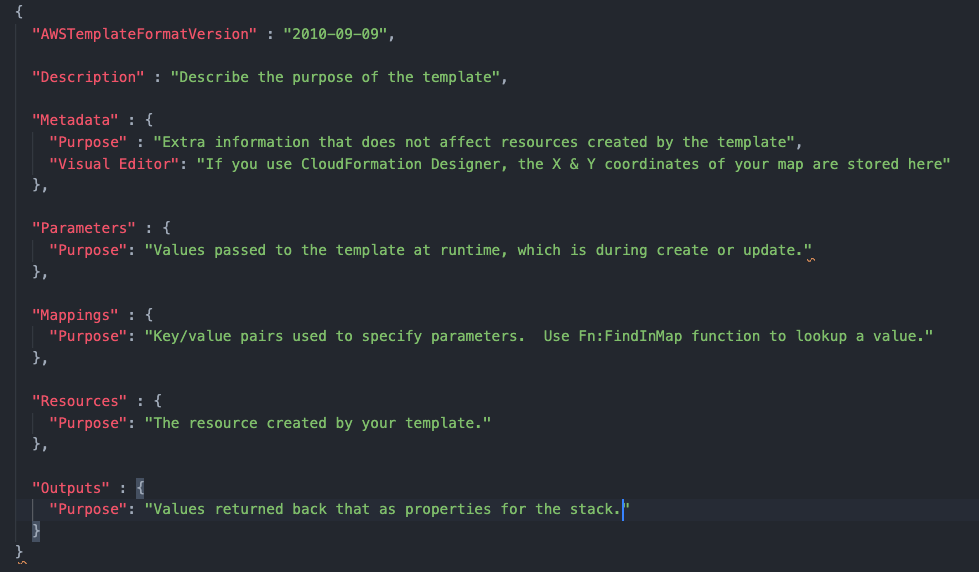 {
"AWSTemplateFormatVersion" : "2010-09-09",
"Description" : "Describe the purpose of the template",
"Metadata" : {
"Purpose" : "Extra information that does not affect resources created by the template",
"Visual Editor": "If you use CloudFormation Designer, the X & Y coordinates of your map are stored here"
},
"Parameters" : {
"Purpose": "Values passed to the template at runtime, which is during create or update."
},
"Mappings" : {
"Purpose": "Key/value pairs used to specify parameters.  Use Fn:FindInMap function to lookup a value."
},
"Resources" : {
"Purpose": "The resource created by your template."
},
"Outputs" : {
"Purpose": "Values returned back that as properties for the stack."
}
}